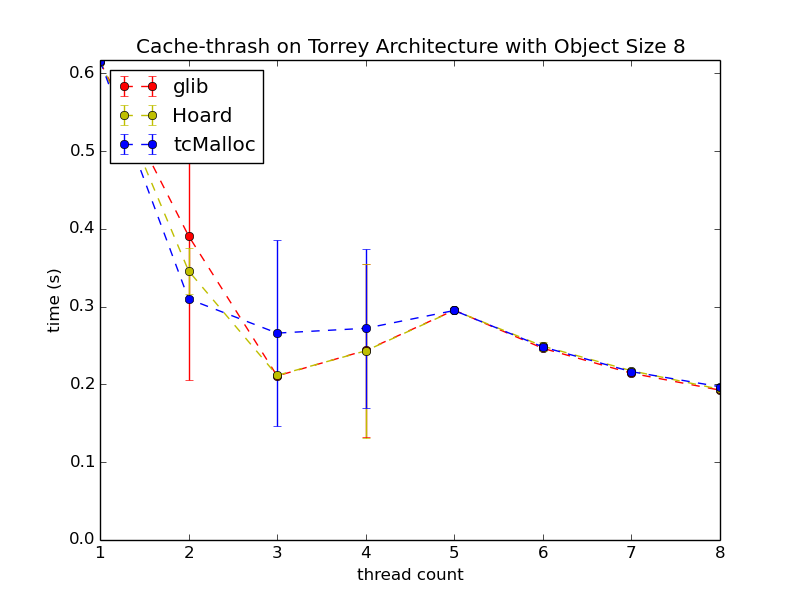 Cache-thrash on Torrey Architecture with Object Size 8
glib
Hoard
tcMalloc
time (s)
0.6
0.5
0.4
0.3
0.2
0.1
0.0
1 2 3 4 5 6 7 8
thread count